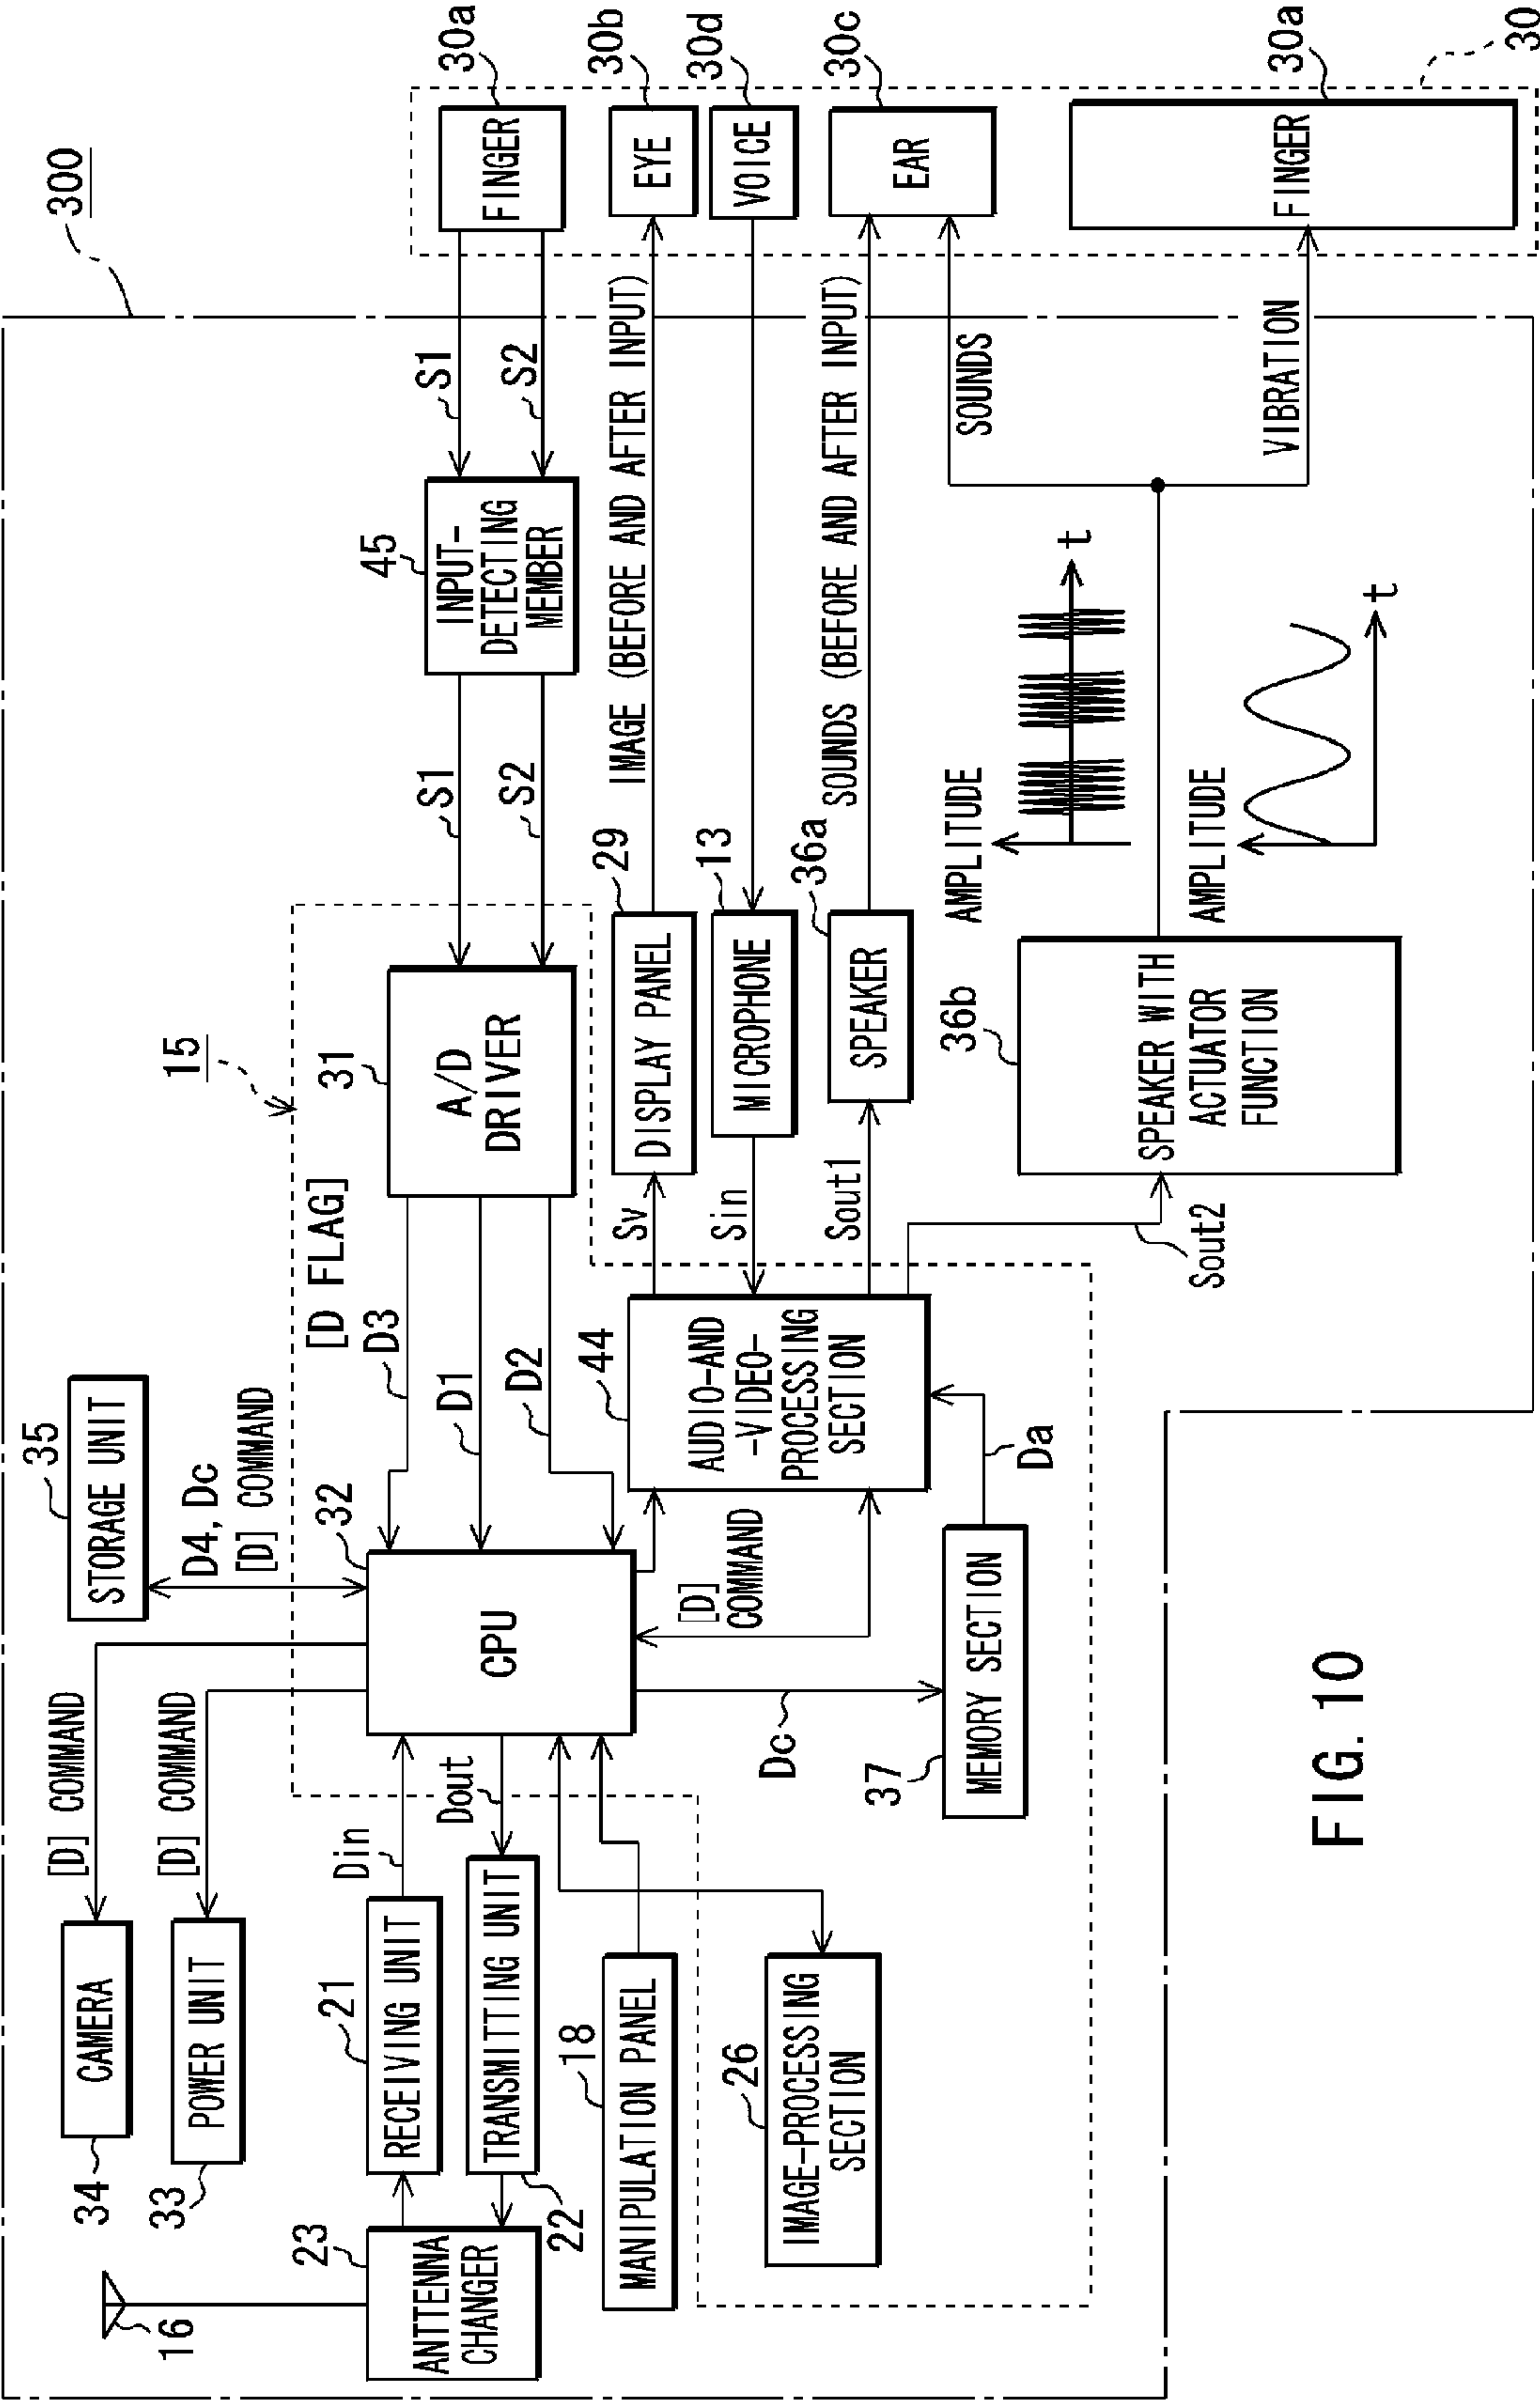 300
16
34
CAMERA
[D] COMMAND
33
POWER UNIT
[D] COMMAND
35
STORAGE UNIT
D4, Dc
[D] COMMAND
15
[D FLAG]
23
ANTTENNA
CHANGER
21
RECEIVING UNIT
Din
22
TRANSMITTING UNIT
Dout
18
MANIPULATION PANEL
26
IMAGE-PROCESSING
SECTION
32
CPU
D3
D1
D2
31
A/D
DRIVER
S1
S2
45
INPUT-
DETECTING
MEMBER
S1
S2
FINGER
30a
44
AUDIO-AND
-VIDEO-
PROCESSING
SECTION
[D]
COMMAND
Dc
37
MEMORY SECTION
Da
Sv
29
DISPLAY PANEL
IMAGE (BEFORE AND AFTER INPUT)
EYE
30b
Sin
13
MICROPHONE
VOICE
30d
Sout1
36a
SPEAKER
SOUNDS (BEFORE AND AFTER INPUT)
EAR
30c
Sout2
36b
SPEAKER WITH
ACTUATOR
FUNCTION
AMPLITUDE
t
AMPLITUDE
t
SOUNDS
VIBRATION
FINGER
30a
30
FIG. 10